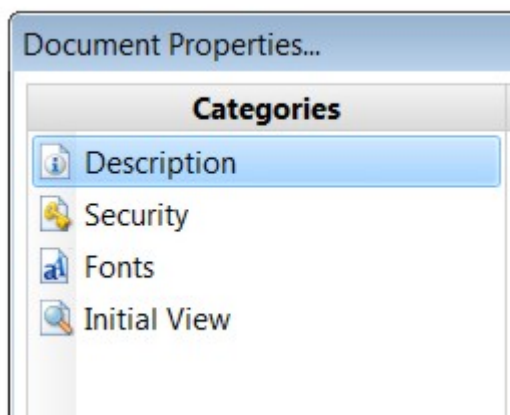 Document Properties...
Categories
Description
Security
Fonts
Initial View